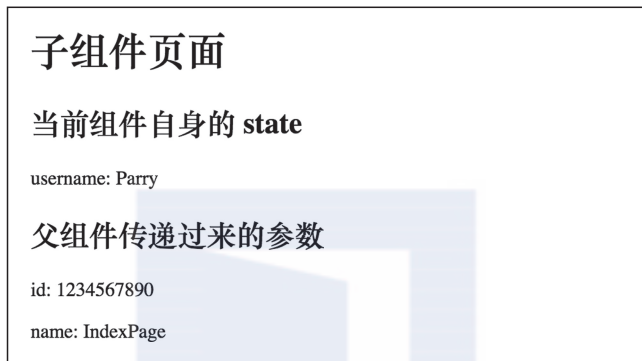 子组件页面
当前组件自身的 state
username: Parry
父组件传递过来的参数
id: 1234567890
name: IndexPage